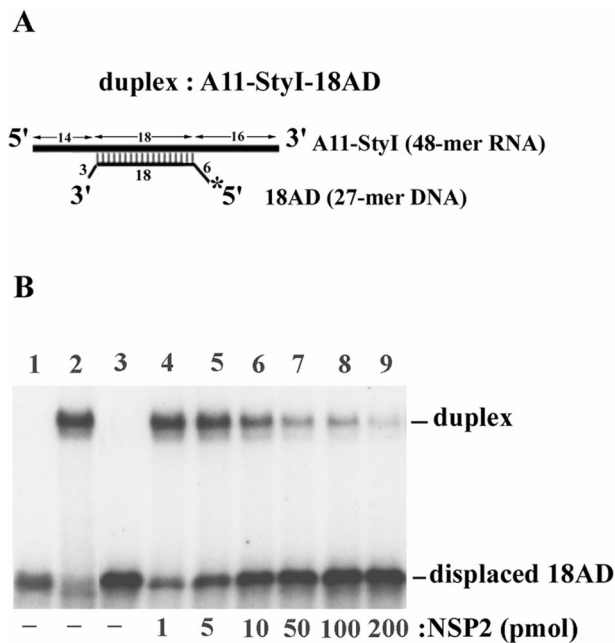 A
duplex : A11-StyI-18AD
5' 14 18 16 3' A11-StyI (48-mer RNA)
3 18 6
3' * 5' 18AD (27-mer DNA)
B
1 2 3 4 5 6 7 8 9
– duplex
– displaced 18AD
– – – 1 5 10 50 100 200 :NSP2 (pmol)